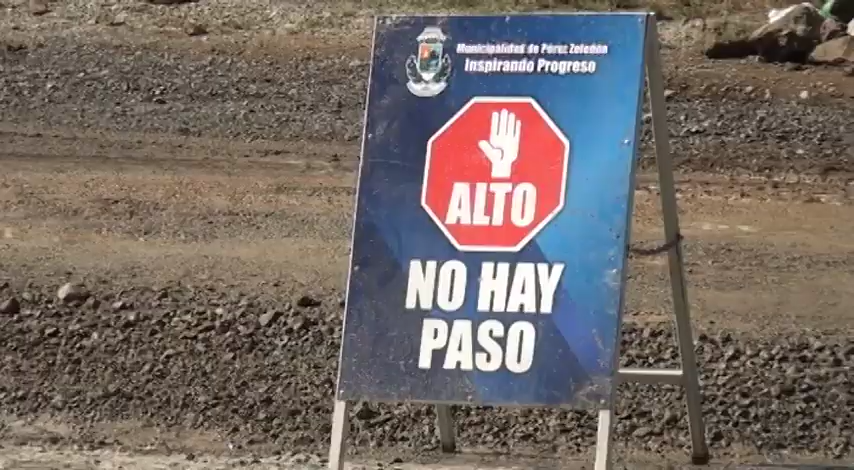 Municipalidad de Pérez Zeledón
Inspirando Progreso
ALTO
NO HAY
PASO